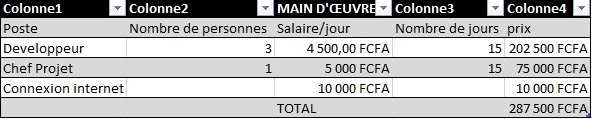 Colonne1 Colonne2 MAIN D'ŒUVRE Colonne3 Colonne4
Poste Nombre de personnes Salaire/jour Nombre de jours prix
Developpeur 3 4 500,00 FCFA 15 202 500 FCFA
Chef Projet 1 5 000 FCFA 15 75 000 FCFA
Connexion internet 10 000 FCFA 10 000 FCFA
TOTAL 287 500 FCFA